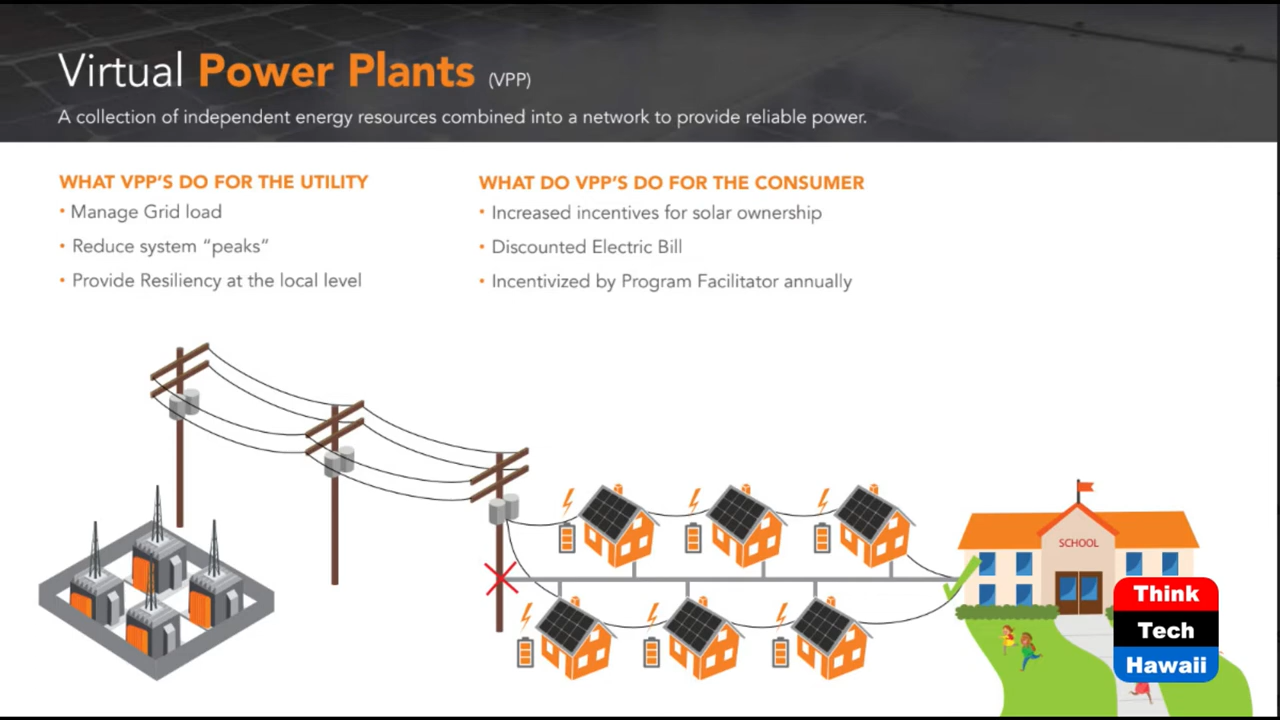 Virtual Power Plants (VPP)
A collection of independent energy resources combined into a network to provide reliable power.
WHAT VPP'S DO FOR THE UTILITY
• Manage Grid load
• Reduce system “peaks”
• Provide Resiliency at the local level
WHAT DO VPP'S DO FOR THE CONSUMER
• Increased incentives for solar ownership
• Discounted Electric Bill
• Incentivized by Program Facilitator annually
SCHOOL
Think
Tech
Hawaii